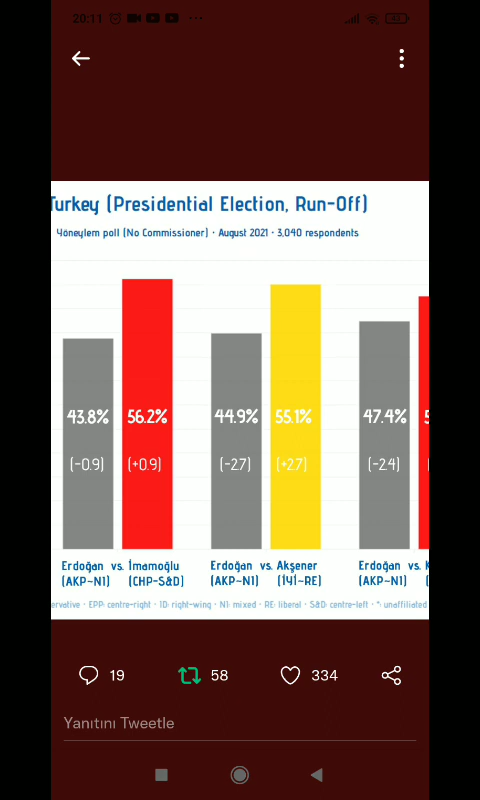 20:11 ... 42
Turkey (Presidential Election, Run-Off)
Yöneylem poll (No Commissioner) · August 2021 · 3,040 respondents
43.8% 56.2% 44.9% 55.1% 47.4% 5
(-0.9) (+0.9) (-2.7) (+2.7) (-2.4) (
Erdoğan vs. İmamoğlu Erdoğan vs. Akşener Erdoğan vs. K
(AKP~NI) (CHP~S&D) (AKP~NI) (İYİ~RE) (AKP~NI) (
ervative · EPP: centre-right · ID: right-wing · NI: mixed · RE: liberal · S&D: centre-left · *: unaffiliated
19 58 334
Yanıtını Tweetle